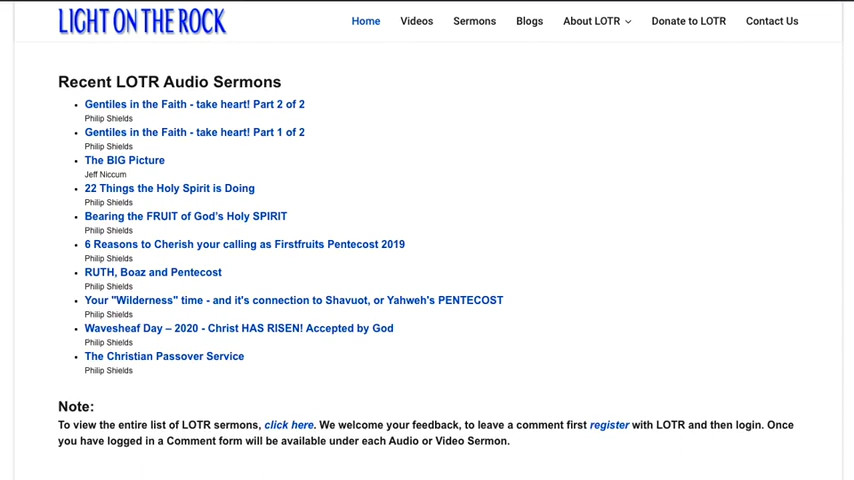 LIGHT ON THE ROCK
Home Videos Sermons Blogs About LOTR Donate to LOTR Contact Us
Recent LOTR Audio Sermons
Gentiles in the Faith - take heart! Part 2 of 2
Philip Shields
Gentiles in the Faith - take heart! Part 1 of 2
Philip Shields
The BIG Picture
Jeff Niccum
22 Things the Holy Spirit is Doing
Philip Shields
Bearing the FRUIT of God's Holy SPIRIT
Philip Shields
6 Reasons to Cherish your calling as Firstfruits Pentecost 2019
Philip Shields
RUTH, Boaz and Pentecost
Philip Shields
Your "Wilderness" time - and it's connection to Shavuot, or Yahweh's PENTECOST
Philip Shields
Wavesheaf Day – 2020 - Christ HAS RISEN! Accepted by God
Philip Shields
The Christian Passover Service
Philip Shields
Note:
To view the entire list of LOTR sermons, click here. We welcome your feedback, to leave a comment first register with LOTR and then login. Once
you have logged in a Comment form will be available under each Audio or Video Sermon.